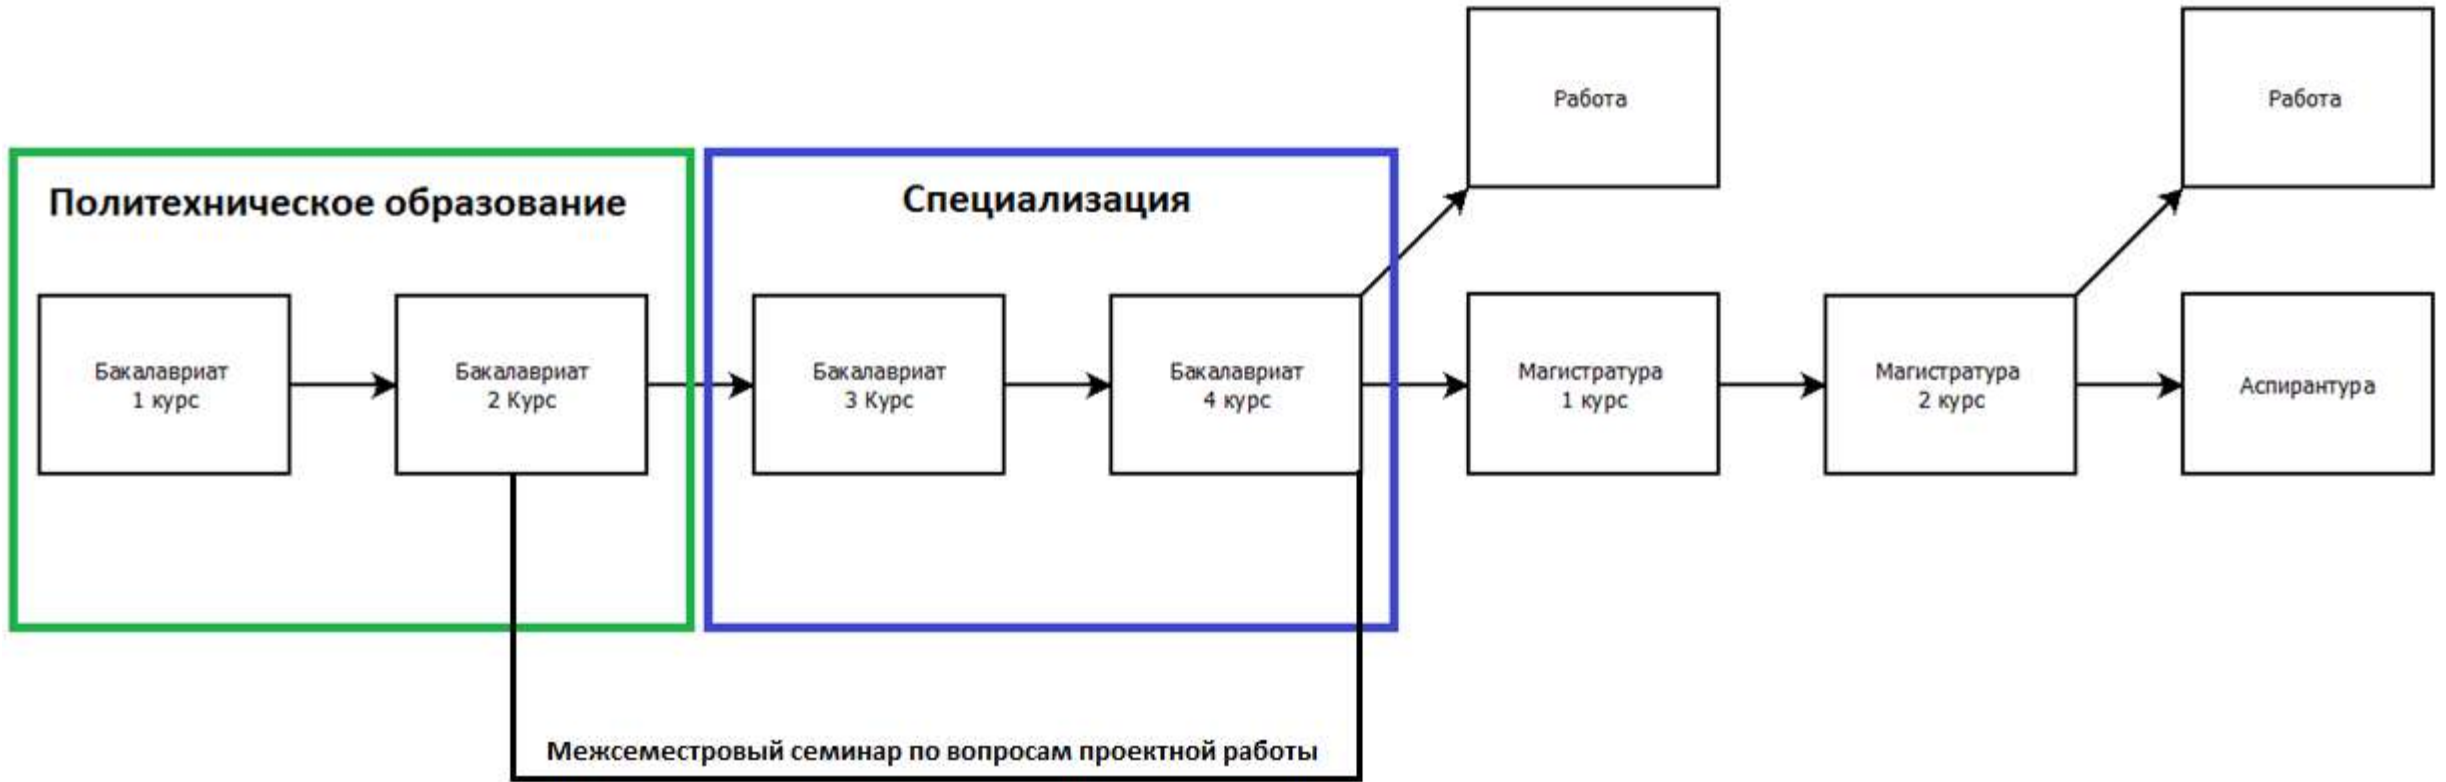 Работа
Работа
Политехническое образование
Специализация
Бакалавриат
1 курс
Бакалавриат
2 Курс
Бакалавриат
3 Курс
Бакалавриат
4 курс
Магистратура
1 курс
Магистратура
2 курс
Аспирантура
Межсеместровый семинар по вопросам проектной работы